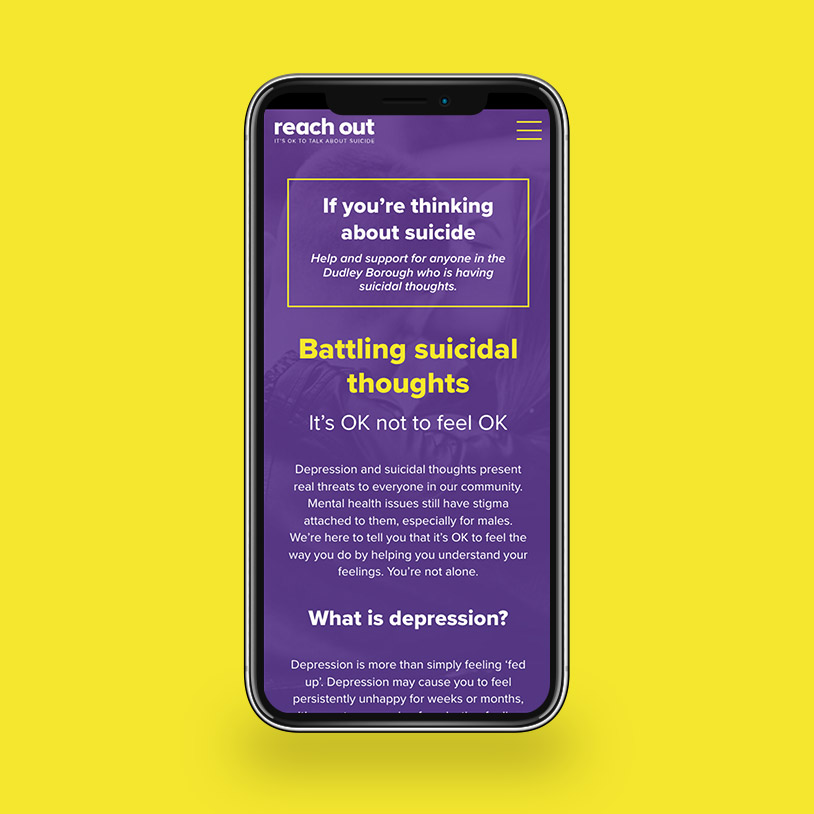 reach out
IT'S OK TO TALK ABOUT SUICIDE
If you're thinking
about suicide
Help and support for anyone in the
Dudley Borough who is having
suicidal thoughts.
Battling suicidal
thoughts
It's OK not to feel OK
Depression and suicidal thoughts present
real threats to everyone in our community.
Mental health issues still have stigma
attached to them, especially for males.
We're here to tell you that it's OK to feel the
way you do by helping you understand your
feelings. You're not alone.
What is depression?
Depression is more than simply feeling 'fed
up'. Depression may cause you to feel
persistently unhappy for weeks or months,